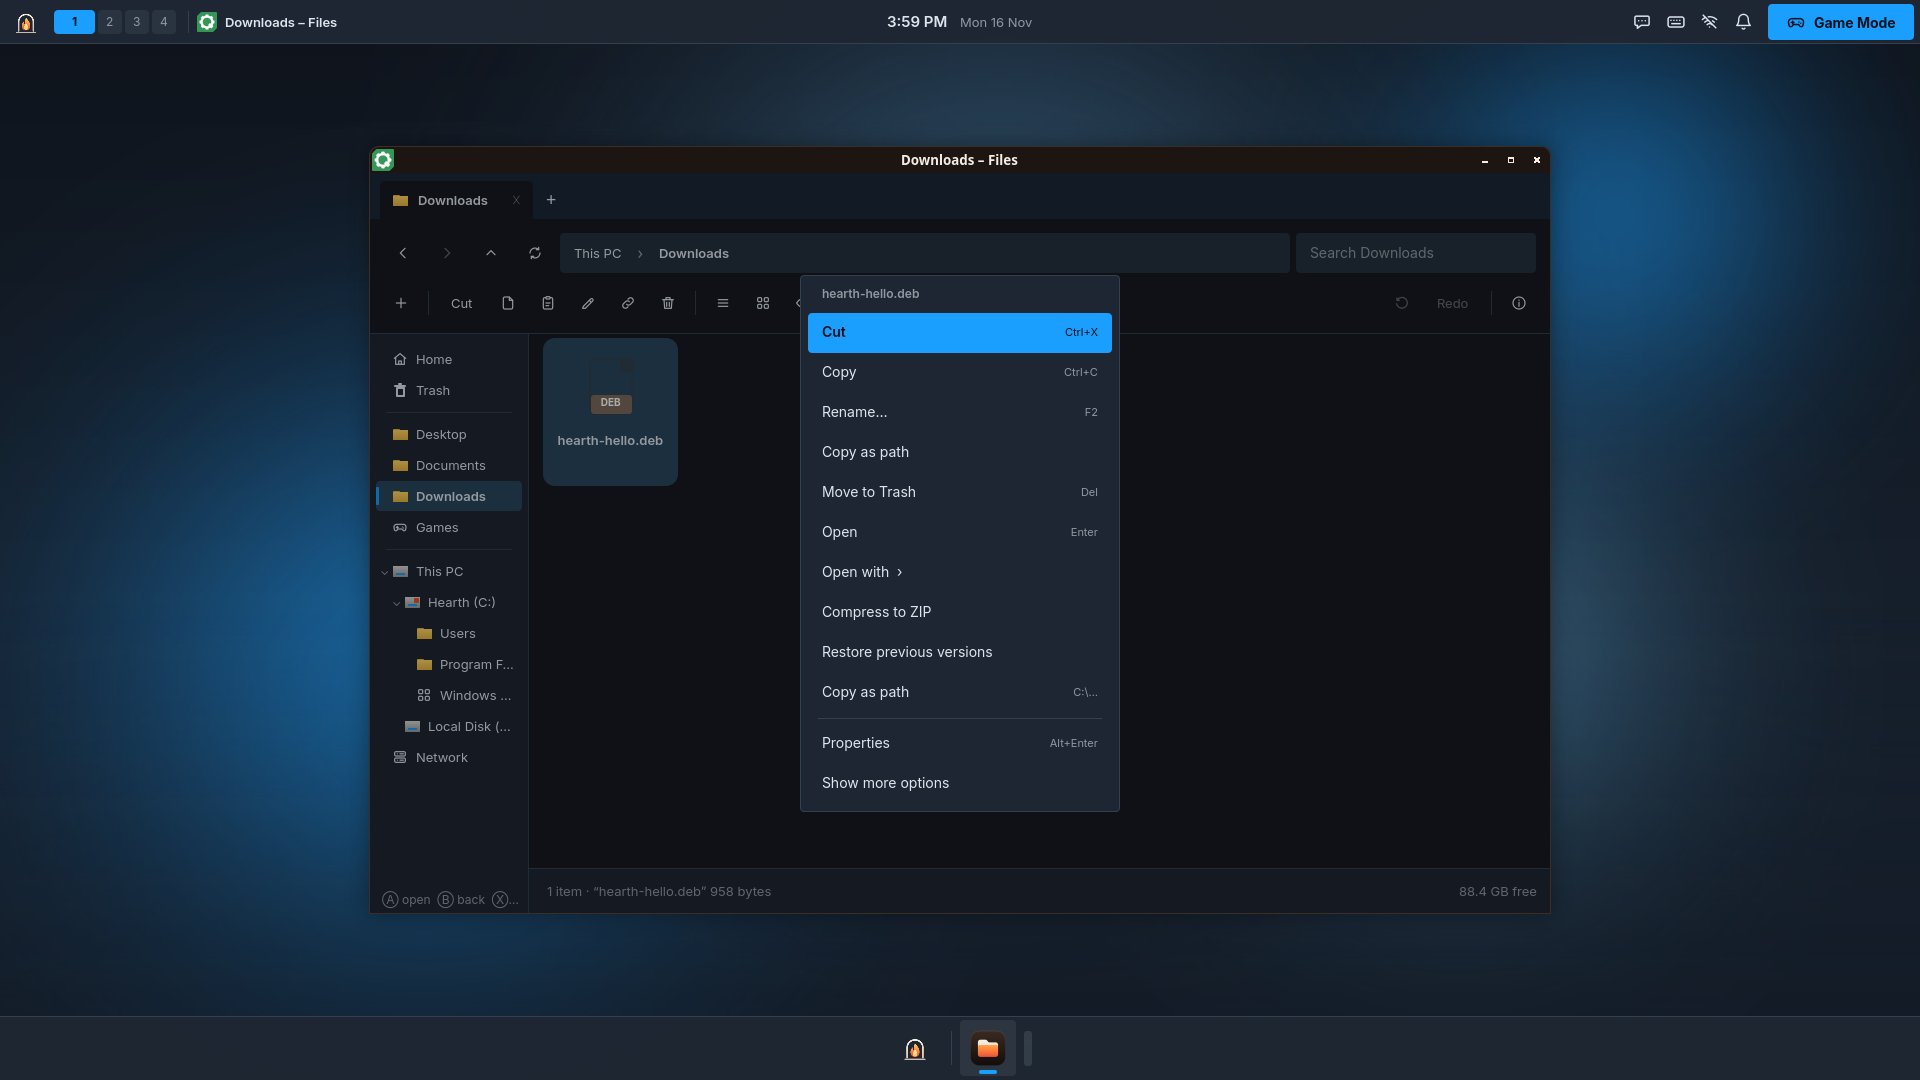 1 2 3 4 Downloads – Files 3:59 PM Mon 16 Nov Game Mode
Downloads – Files
Downloads X +
This PC › Downloads Search Downloads
Cut Redo
hearth-hello.deb
Cut Ctrl+X
Copy Ctrl+C
Rename... F2
Copy as path
Move to Trash Del
Open Enter
Open with ›
Compress to ZIP
Restore previous versions
Copy as path C:\...
Properties Alt+Enter
Show more options
Home
Trash
Desktop
Documents
Downloads
Games
This PC
Hearth (C:)
Users
Program F...
Windows ...
Local Disk (...
Network
A open B back X...
DEB
hearth-hello.deb
1 item · “hearth-hello.deb” 958 bytes 88.4 GB free